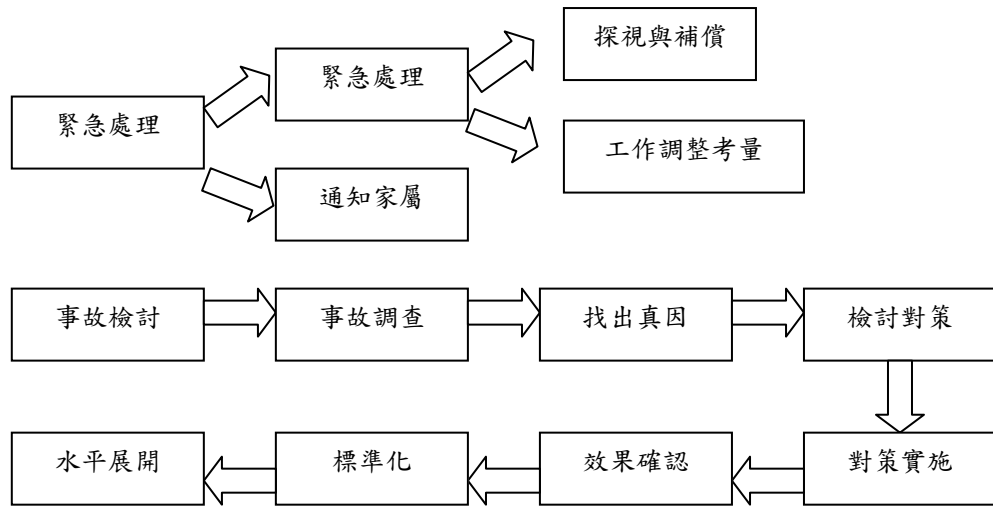 探視與補償
緊急處理
緊急處理
工作調整考量
通知家屬
事故檢討
事故調查
找出真因
檢討對策
水平展開
標準化
效果確認
對策實施